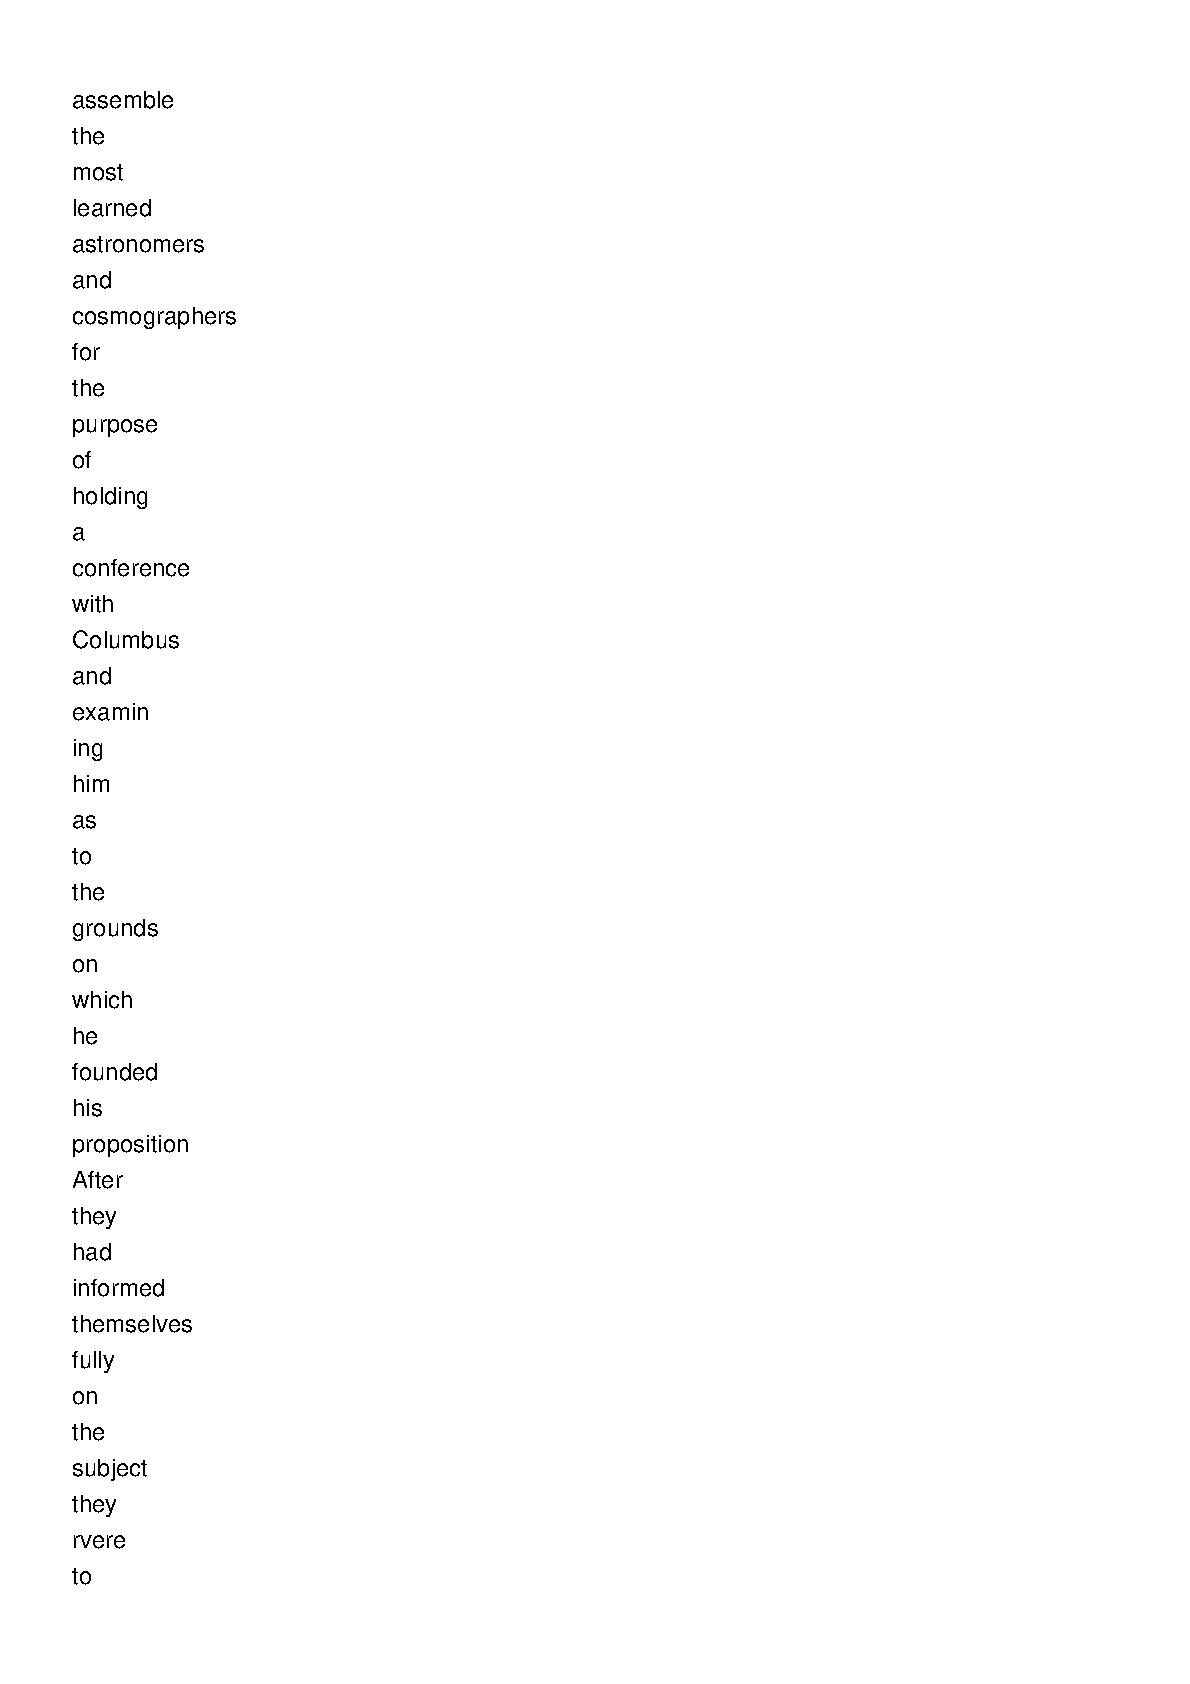 assemble
the
most
learned
astronomers
and
cosmographers
for
the
purpose
of
holding
a
conference
with
Columbus
and
examin
ing
him
as
to
the
grounds
on
which
he
founded
his
proposition
After
they
had
informed
themselves
fully
on
the
subject
they
rvere
to